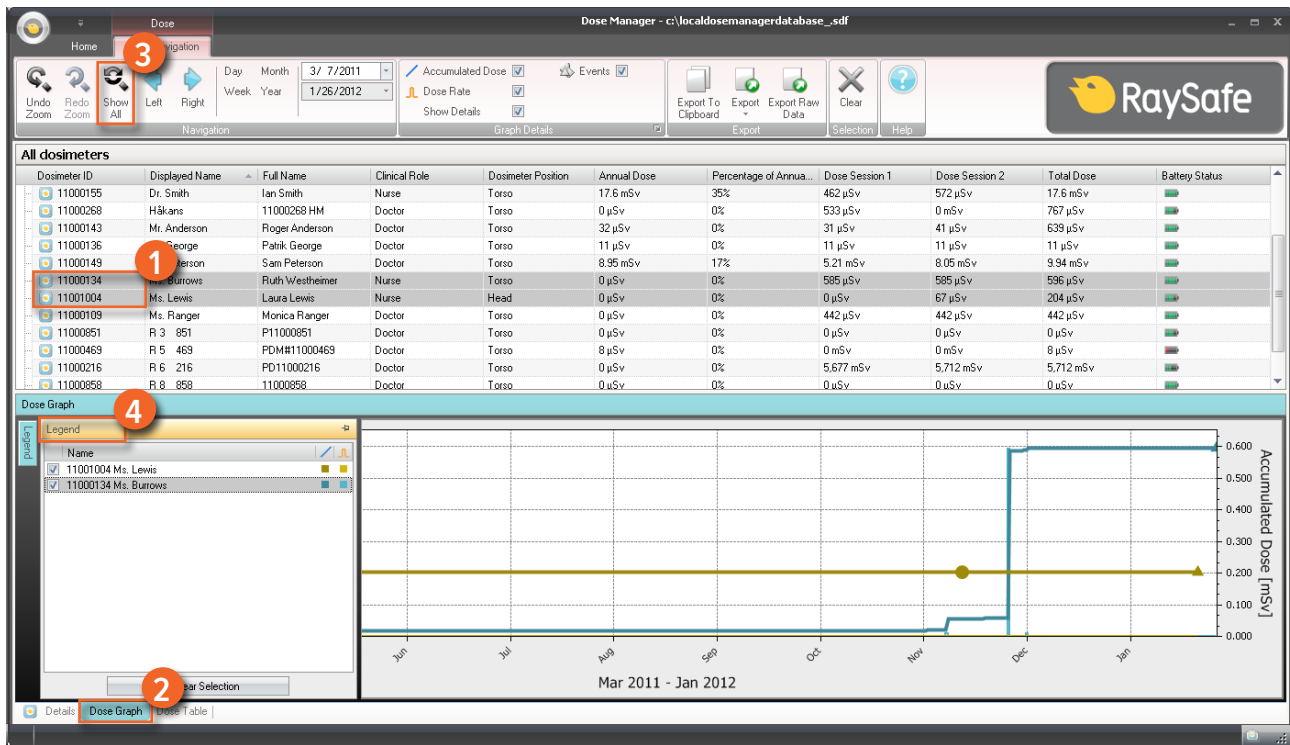 Dose
Dose Manager - c:\localdosemanagerdatabase_.sdf
Home
vigation
3
Undo Zoom
Redo Zoom
Show All
Left
Right
Day Month
Week Year
3/ 7/2011
1/26/2012
Navigation
Accumulated Dose
Events
Dose Rate
Show Details
Graph Details
Export To Clipboard
Export
Export Raw Data
Export
Clear
Selection
Help
RaySafe
All dosimeters
Dosimeter ID Displayed Name Full Name Clinical Role Dosimeter Position Annual Dose Percentage of Annua... Dose Session 1 Dose Session 2 Total Dose Battery Status
11000155 Dr. Smith Ian Smith Nurse Torso 17.6 mSv 35% 462 µSv 572 µSv 17.6 mSv
11000268 Håkans 11000268 HM Doctor Torso 0 µSv 0% 533 µSv 0 mSv 767 µSv
11000143 Mr. Anderson Roger Anderson Doctor Torso 32 µSv 0% 31 µSv 41 µSv 639 µSv
11000136 George Patrik George Doctor Torso 11 µSv 0% 11 µSv 11 µSv 11 µSv
11000149 erson Sam Peterson Doctor Torso 8.95 mSv 17% 5.21 mSv 8.05 mSv 9.94 mSv
1
11000134 Ms. Burrows Ruth Westheimer Nurse Torso 0 µSv 0% 585 µSv 585 µSv 596 µSv
11001004 Ms. Lewis Laura Lewis Nurse Head 0 µSv 0% 0 µSv 67 µSv 204 µSv
11000109 Ms. Ranger Monica Ranger Doctor Torso 0 µSv 0% 442 µSv 442 µSv 442 µSv
11000851 R 3 851 P11000851 Doctor Torso 0 µSv 0% 0 µSv 0 µSv 0 µSv
11000469 R 5 469 PDM#11000469 Doctor Torso 8 µSv 0% 0 mSv 0 mSv 8 µSv
11000216 R 6 216 PD11000216 Doctor Torso 0 µSv 0% 5,677 mSv 5,712 mSv 5,712 mSv
11000858 R 8 858 11000858 Doctor Torso 0 µSv 0% 0 µSv 0 µSv 0 µSv
Dose Graph
4
Legend
Legend
Name
11001004 Ms. Lewis
11000134 Ms. Burrows
ear Selection
0.600
0.500
0.400
0.300
0.200
0.100
0.000
Accumulated Dose [mSv]
Jun Jul Aug Sep Oct Nov Dec Jan
Mar 2011 - Jan 2012
2
Details Dose Graph Dose Table